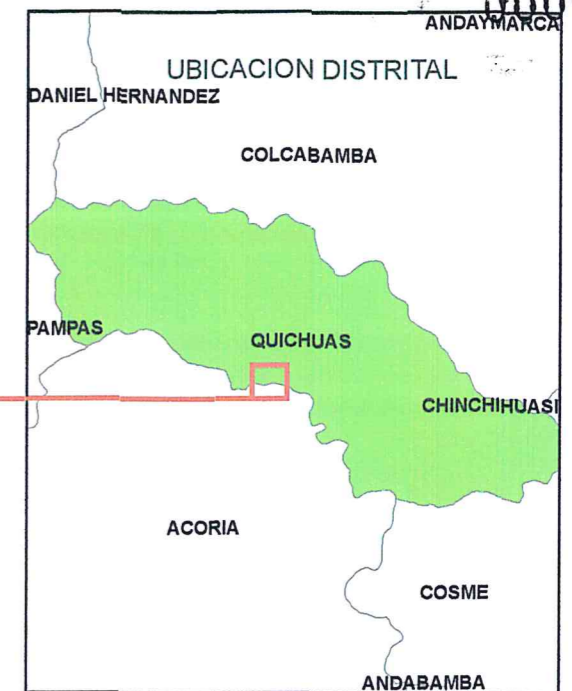 ANDAYMARCA
UBICACION DISTRITAL
DANIEL HERNANDEZ
COLCABAMBA
PAMPAS
QUICHUAS
CHINCHIHUASI
ACORIA
COSME
ANDABAMBA